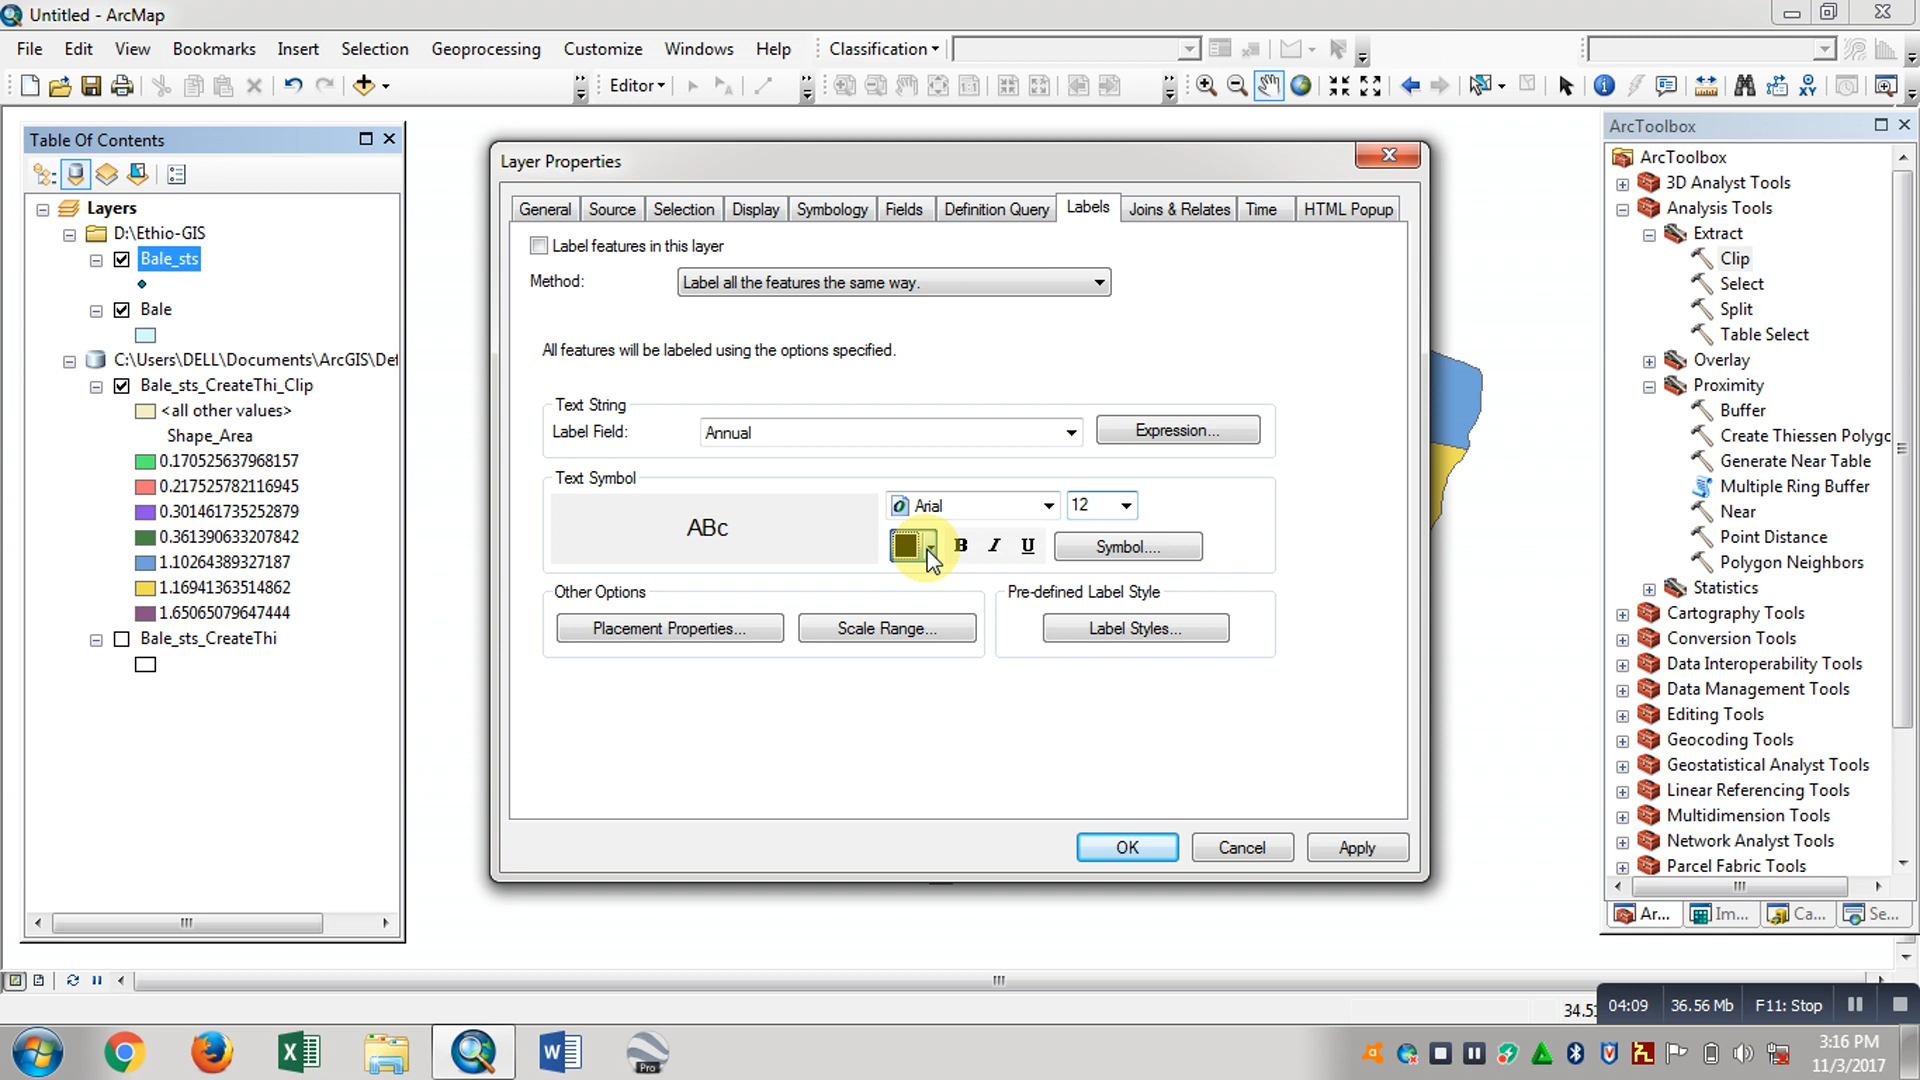 Untitled - ArcMap
File Edit View Bookmarks Insert Selection Geoprocessing Customize Windows Help Classification
Editor
Table Of Contents
Layers
D:\Ethio-GIS
Bale_sts
Bale
C:\Users\DELL\Documents\ArcGIS\Def
Bale_sts_CreateThi_Clip
<all other values>
Shape_Area
0.170525637968157
0.217525782116945
0.301461735252879
0.361390633207842
1.10264389327187
1.16941363514862
1.65065079647444
Bale_sts_CreateThi
Layer Properties
General Source Selection Display Symbology Fields Definition Query Labels Joins & Relates Time HTML Popup
Label features in this layer
Method: Label all the features the same way.
All features will be labeled using the options specified.
Text String
Label Field: Annual Expression...
Text Symbol
ABc
Arial 12
B I U Symbol....
Other Options
Placement Properties... Scale Range...
Pre-defined Label Style
Label Styles...
OK Cancel Apply
ArcToolbox
ArcToolbox
3D Analyst Tools
Analysis Tools
Extract
Clip
Select
Split
Table Select
Overlay
Proximity
Buffer
Create Thiessen Polygo
Generate Near Table
Multiple Ring Buffer
Near
Point Distance
Polygon Neighbors
Statistics
Cartography Tools
Conversion Tools
Data Interoperability Tools
Data Management Tools
Editing Tools
Geocoding Tools
Geostatistical Analyst Tools
Linear Referencing Tools
Multidimension Tools
Network Analyst Tools
Parcel Fabric Tools
Ar... Im... Ca... Se...
34.5
04:09 36.56 Mb F11: Stop
Pro
3:16 PM
11/3/2017